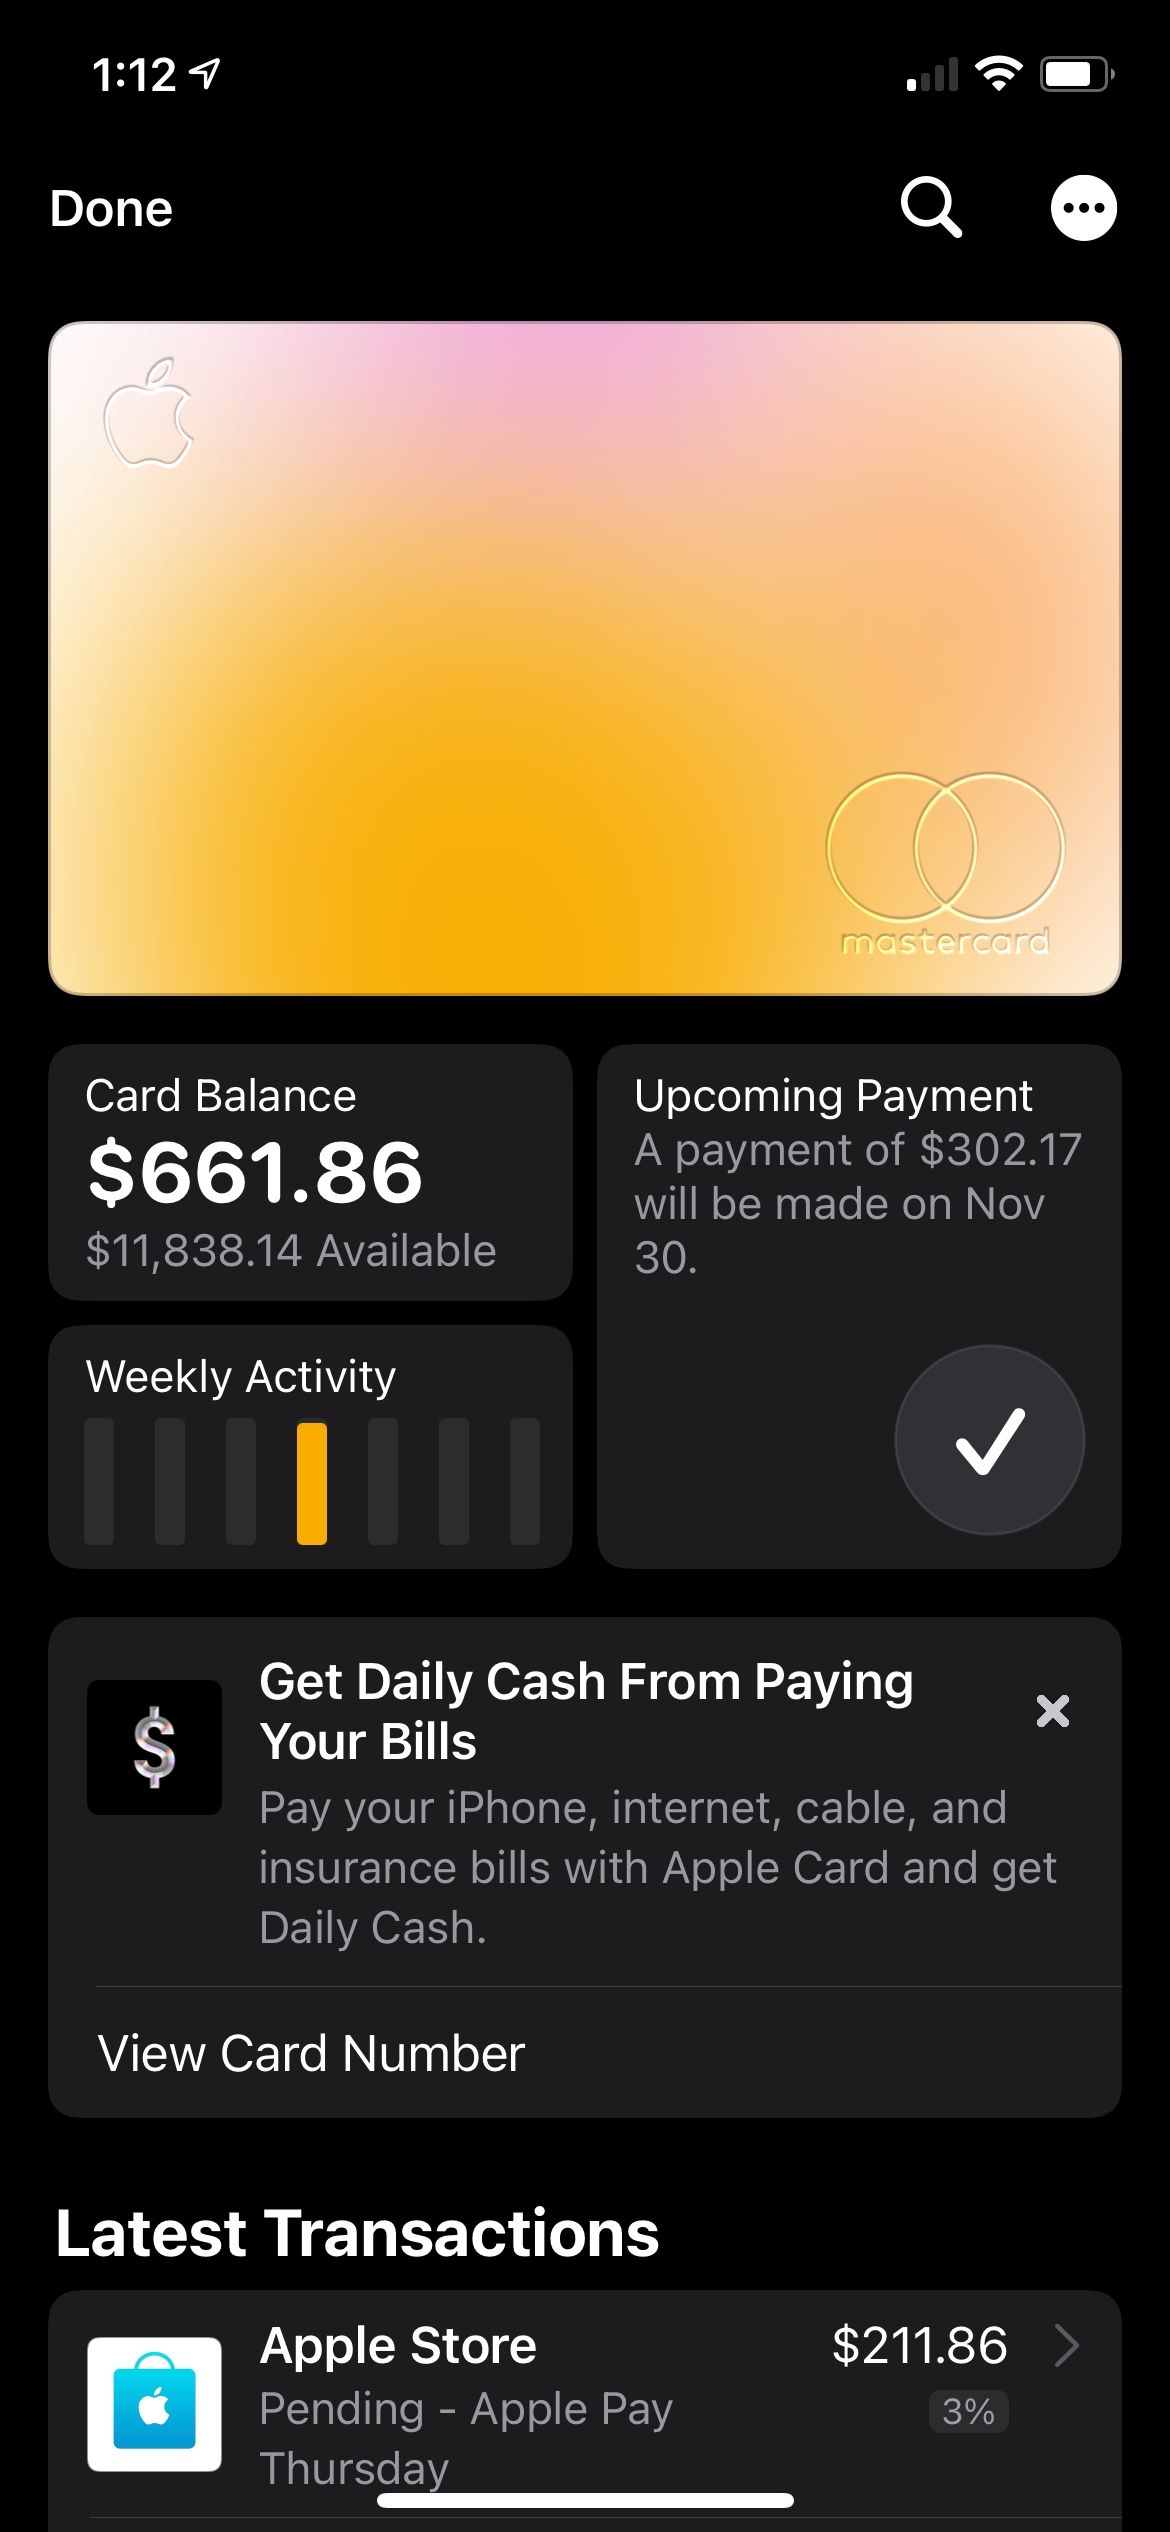 1:12
Done
mastercard
Card Balance
$661.86
$11,838.14 Available
Upcoming Payment
A payment of $302.17
will be made on Nov
30.
Weekly Activity
$
Get Daily Cash From Paying
Your Bills
Pay your iPhone, internet, cable, and
insurance bills with Apple Card and get
Daily Cash.
View Card Number
Latest Transactions
Apple Store $211.86
Pending - Apple Pay 3%
Thursday